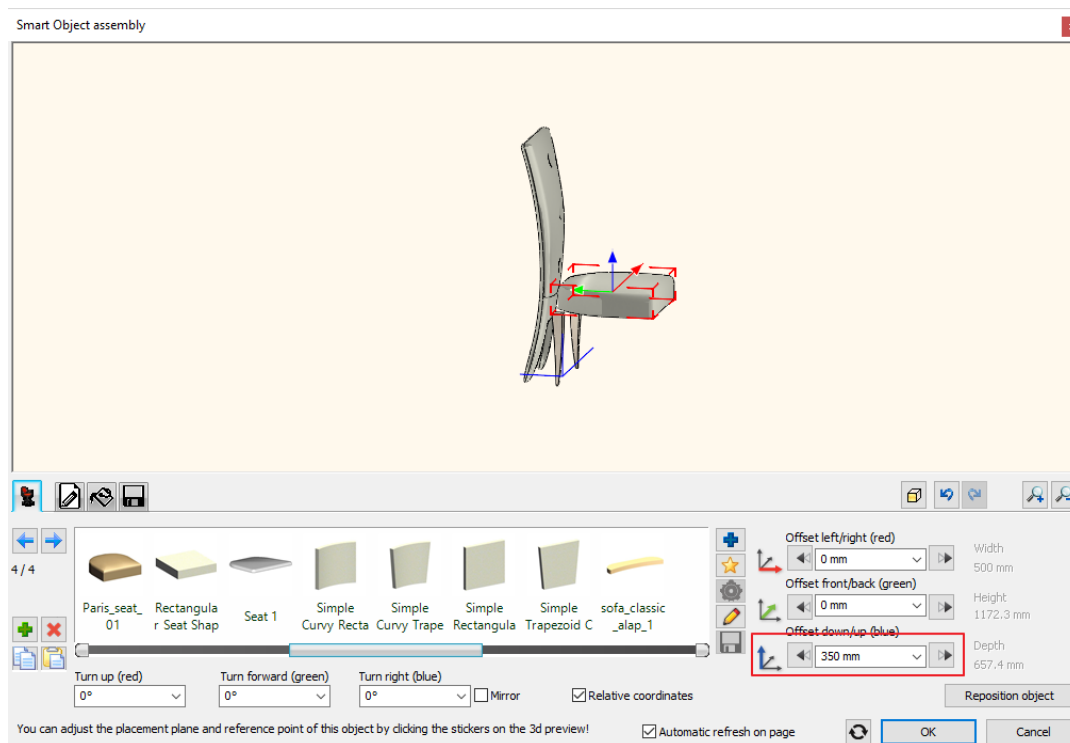 Smart Object assembly
4 / 4
Paris_seat_
01
Rectangula
r Seat Shap
Seat 1
Simple
Curvy Recta
Simple
Curvy Trape
Simple
Rectangula
Simple
Trapezoid C
sofa_classic
_alap_1
Offset left/right (red)
0 mm
Width
500 mm
Offset front/back (green)
0 mm
Height
1172.3 mm
Offset down/up (blue)
350 mm
Depth
657.4 mm
Turn up (red)
0°
Turn forward (green)
0°
Turn right (blue)
0°
Mirror
Relative coordinates
Reposition object
You can adjust the placement plane and reference point of this object by clicking the stickers on the 3d preview!
Automatic refresh on page
OK
Cancel